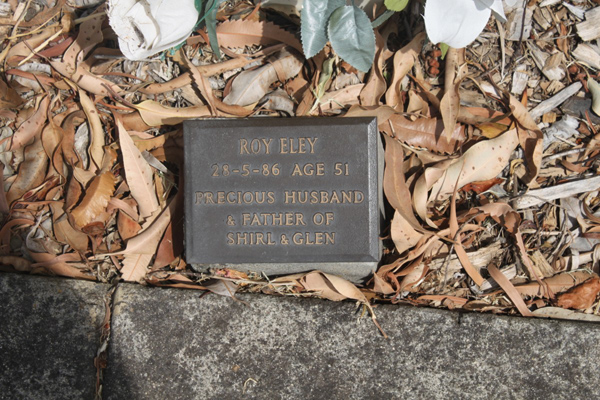 ROY ELEY
28-5-86 AGE 51
PRECIOUS HUSBAND
& FATHER OF
SHIRL & GLEN